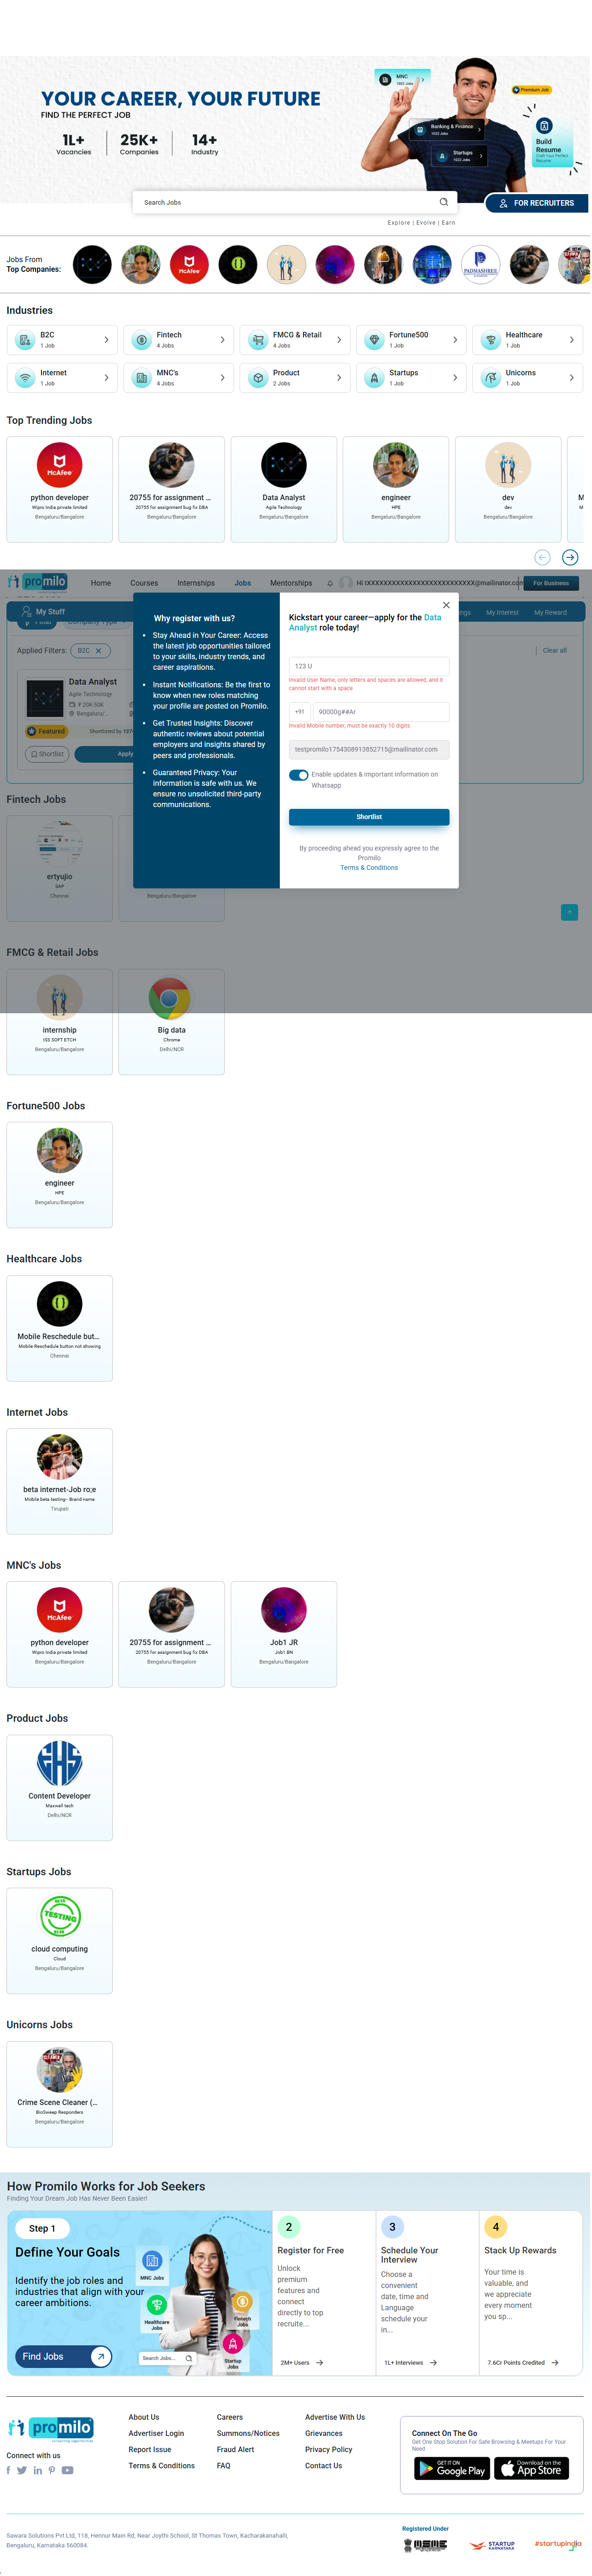 YOUR CAREER, YOUR FUTURE
FIND THE PERFECT JOB
1L+
Vacancies
25K+
Companies
14+
Industry
MNC
Banking & Finance
Startups
Premium Job
Build
Resume
Search Jobs
FOR RECRUITERS
Explore | Evolve | Earn
Jobs From
Top Companies:
McAfee
PADMASHREE
Industries
B2C
1 Job
Fintech
4 Jobs
FMCG & Retail
4 Jobs
Fortune500
1 Job
Healthcare
1 Job
Internet
1 Job
MNC's
4 Jobs
Product
2 Jobs
Startups
1 Job
Unicorns
1 Job
Top Trending Jobs
McAfee
python developer
Wipro India private limited
Bengaluru/Bangalore
20755 for assignment ...
20755 for assignment bug fix DBA
Bengaluru/Bangalore
Data Analyst
Agile Technology
Bengaluru/Bangalore
engineer
HPE
Bengaluru/Bangalore
dev
dev
Bengaluru/Bangalore
M
M
promilo
Home
Courses
Internships
Jobs
Mentorships
For Business
My Stuff
ngs
My Interest
My Reward
Applied Filters:
B2C
Clear all
Data Analyst
Agile Technology
₹ 20K-50K
Bengaluru/...
Featured
Shortlist
Apply
Why register with us?
• Stay Ahead in Your Career: Access
the latest job opportunities tailored
to your skills, industry trends, and
career aspirations.
• Instant Notifications: Be the first to
know when new roles matching
your profile are posted on Promilo.
• Get Trusted Insights: Discover
authentic reviews about potential
employers and insights shared by
peers and professionals.
• Guaranteed Privacy: Your
information is safe with us. We
ensure no unsolicited third-party
communications.
Kickstart your career—apply for the Data
Analyst role today!
123 U
Invalid User Name, only letters and spaces are allowed, and it
cannot start with a space
+91
90000g##Ar
Invalid Mobile number, must be exactly 10 digits
testpromilo1754308913852715@mailinator.com
Enable updates & important information on
Whatsapp
Shortlist
By proceeding ahead you expressly agree to the
Promilo
Terms & Conditions
Fintech Jobs
ertyujio
SAP
Chennai
Bengaluru/Bangalore
FMCG & Retail Jobs
internship
ISS SOFT ETCH
Bengaluru/Bangalore
Big data
Chrome
Delhi/NCR
Fortune500 Jobs
engineer
HPE
Bengaluru/Bangalore
Healthcare Jobs
Mobile Reschedule but...
Mobile Reschedule button not showing
Chennai
Internet Jobs
beta internet-Job ro;e
Mobile beta testing- Brand name
Tirupati
MNC's Jobs
McAfee
python developer
Wipro India private limited
Bengaluru/Bangalore
20755 for assignment ...
20755 for assignment bug fix DBA
Bengaluru/Bangalore
Job1 JR
Job1 BN
Bengaluru/Bangalore
Product Jobs
EHS
Content Developer
Maxwell tech
Delhi/NCR
Startups Jobs
TESTING
cloud computing
Cloud
Bengaluru/Bangalore
Unicorns Jobs
Crime Scene Cleaner (...
BioSweep Responders
Bengaluru/Bangalore
How Promilo Works for Job Seekers
Finding Your Dream Job Has Never Been Easier!
Step 1
Define Your Goals
Identify the job roles and
industries that align with your
career ambitions.
Find Jobs
MNC Jobs
Healthcare
Jobs
Fintech
Jobs
Startup
Jobs
Search Jobs...
2
Register for Free
Unlock
premium
features and
connect
directly to top
recruite...
2M+ Users
3
Schedule Your
Interview
Choose a
convenient
date, time and
Language
schedule your
in...
1L+ Interviews
4
Stack Up Rewards
Your time is
valuable, and
we appreciate
every moment
you sp...
7.6Cr Points Credited
promilo
Connect with us
About Us
Advertiser Login
Report Issue
Terms & Conditions
Careers
Summons/Notices
Fraud Alert
FAQ
Advertise With Us
Grievances
Privacy Policy
Contact Us
Connect On The Go
Get One Stop Solution For Safe Browsing & Meetups For Your
Need
GET IT ON
Google Play
Download on the
App Store
Sawara Solutions Pvt Ltd, 118, Hennur Main Rd, Near Joythi School, St Thomas Town, Kacharakanahalli,
Bengaluru, Karnataka 560084.
Registered Under
MSME
STARTUP
KARNATAKA
#startupindia